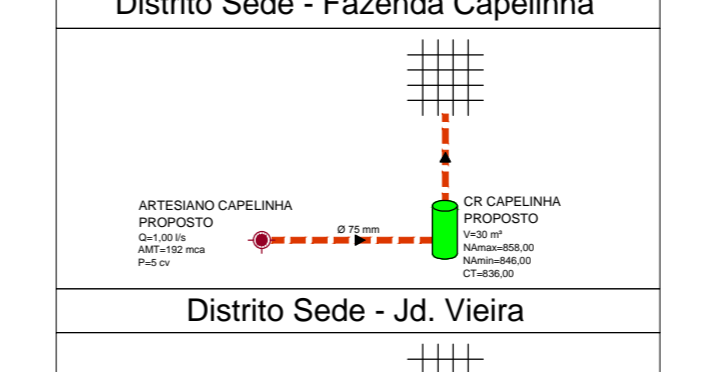 Distrito Sede - Fazenda Capelinha
ARTESIANO CAPELINHA
PROPOSTO
Q=1,00 l/s
AMT=192 mca
P=5 cv
Ø 75 mm
CR CAPELINHA
PROPOSTO
V=30 m³
NAmax=858,00
NAmin=846,00
CT=836,00
Distrito Sede - Jd. Vieira